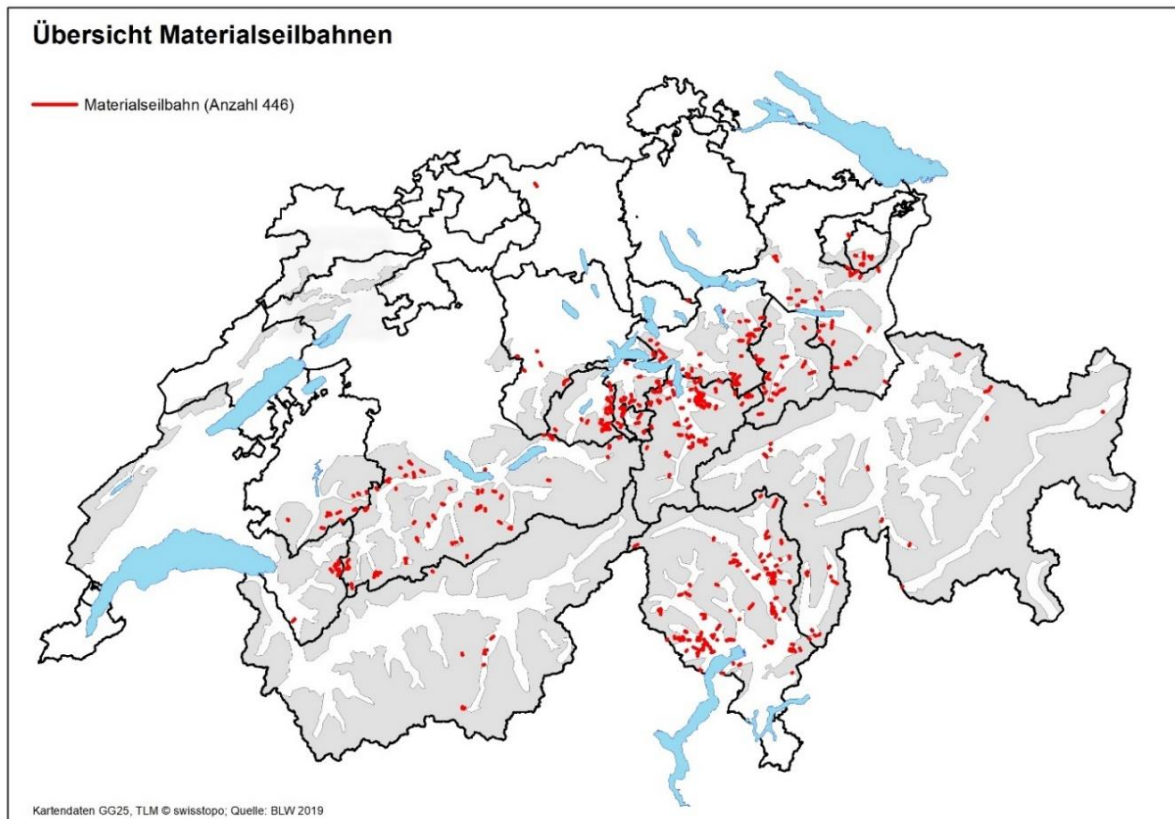 Übersicht Materialseilbahnen
Materialseilbahn (Anzahl 446)
Kartendaten GG25, TLM © swisstopo; Quelle: BLW 2019